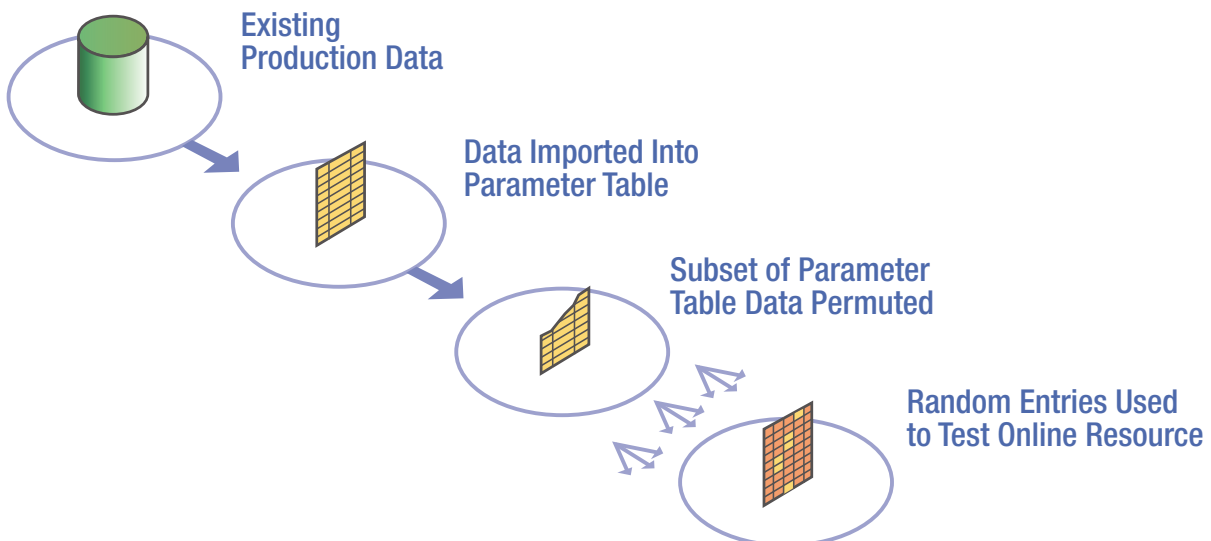 Existing
Production Data
Data Imported Into
Parameter Table
Subset of Parameter
Table Data Permuted
Random Entries Used
to Test Online Resource